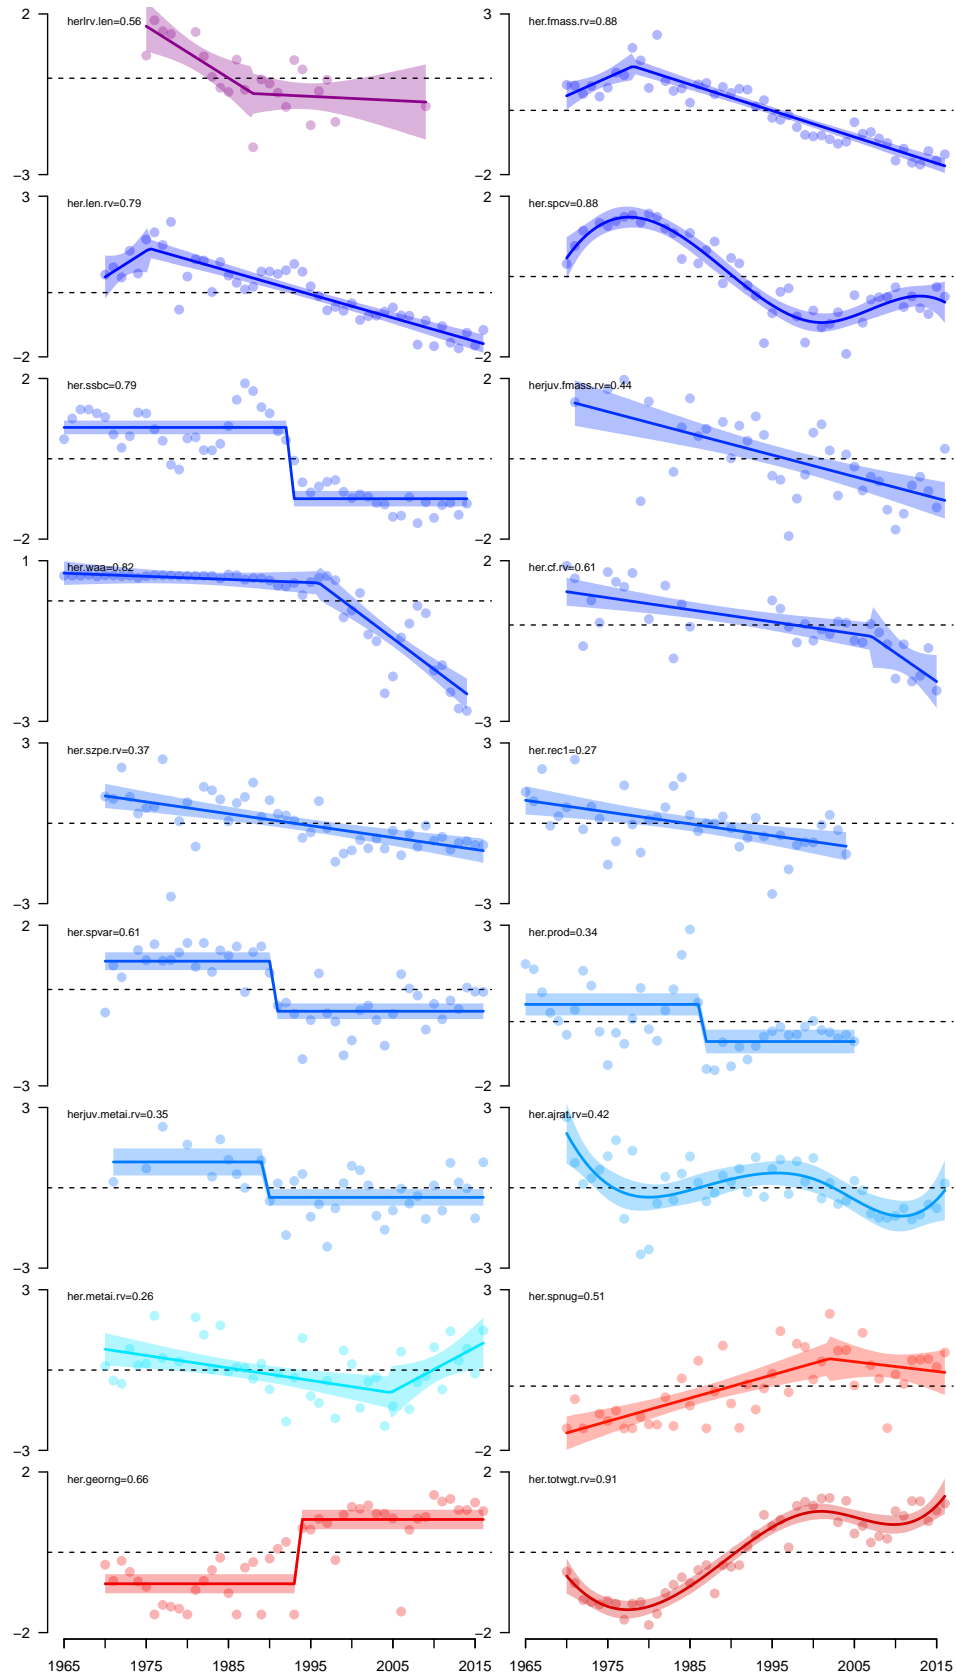 2 herlrv.len=0.56 3 her.fmass.rv=0.88
−3 −2
3 her.len.rv=0.79 2 her.spcv=0.88
−2 −2
2 her.ssbc=0.79 2 herjuv.fmass.rv=0.44
−2 −2
1 her.waa=0.82 2 her.cf.rv=0.61
−3 −3
3 her.szpe.rv=0.37 3 her.rec1=0.27
−3 −3
2 her.spvar=0.61 3 her.prod=0.34
−3 −2
3 herjuv.metai.rv=0.35 3 her.ajrat.rv=0.42
−3 −3
3 her.metai.rv=0.26 3 her.spnug=0.51
−3 −2
2 her.georng=0.66 2 her.totwgt.rv=0.91
−2 −2
1965 1975 1985 1995 2005 2015 1965 1975 1985 1995 2005 2015